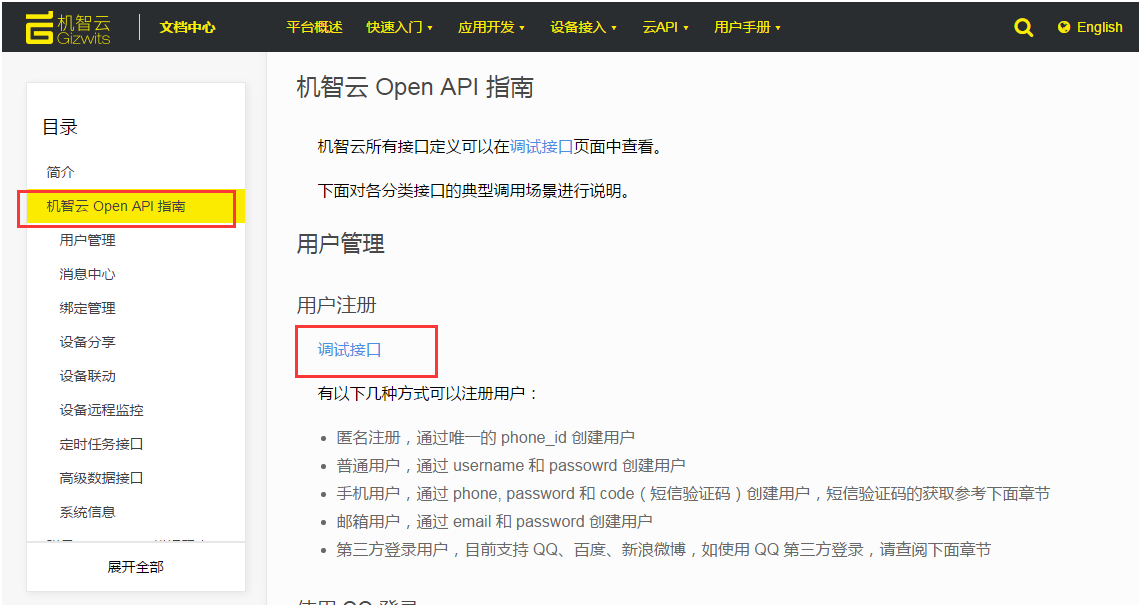 机智云 Gizwits 文档中心 平台概述 快速入门 应用开发 设备接入 云API 用户手册 English
目录
简介
机智云 Open API 指南
用户管理
消息中心
绑定管理
设备分享
设备联动
设备远程监控
定时任务接口
高级数据接口
系统信息
展开全部
机智云 Open API 指南
机智云所有接口定义可以在调试接口页面中查看。
下面对各分类接口的典型调用场景进行说明。
用户管理
用户注册
调试接口
有以下几种方式可以注册用户：
匿名注册，通过唯一的 phone_id 创建用户
普通用户，通过 username 和 passowrd 创建用户
手机用户，通过 phone, password 和 code（短信验证码）创建用户，短信验证码的获取参考下面章节
邮箱用户，通过 email 和 password 创建用户
第三方登录用户，目前支持 QQ、百度、新浪微博，如使用 QQ 第三方登录，请查阅下面章节
使用 QQ 登录